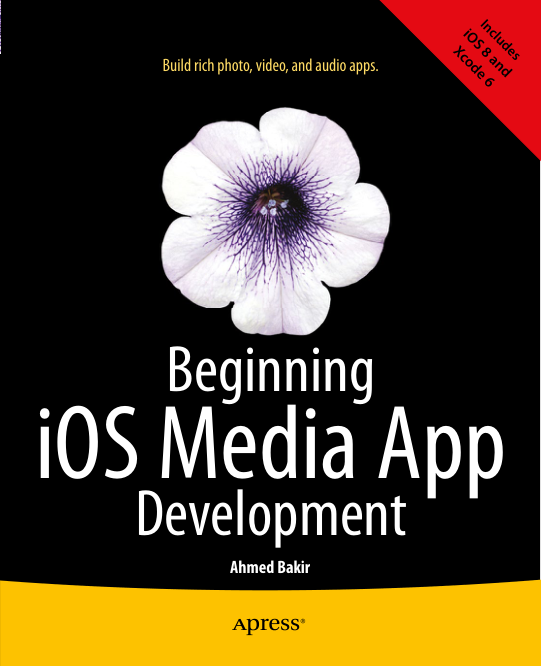 Includes
iOS 8 and
Xcode 6
Build rich photo, video, and audio apps.
Beginning
iOS Media App
Development
Ahmed Bakir
Apress®